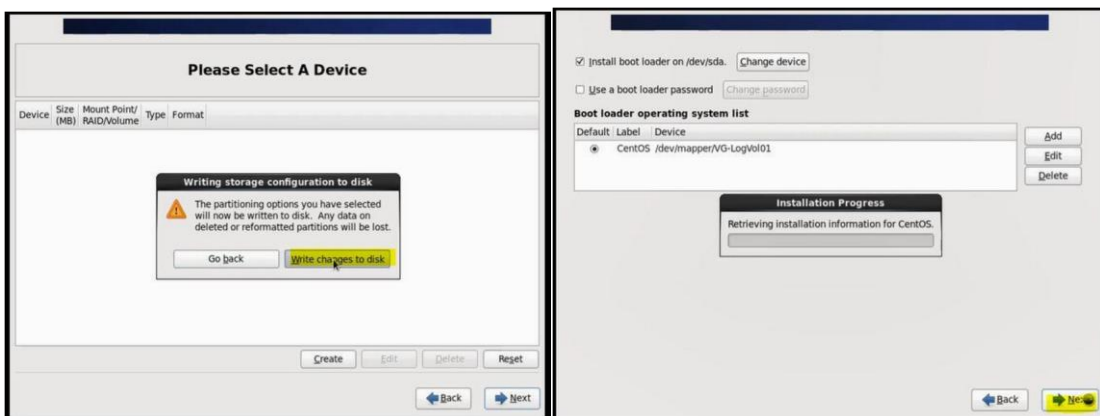 Please Select A Device
Device Size (MB) Mount Point/ RAID/Volume Type Format
Writing storage configuration to disk
The partitioning options you have selected
will now be written to disk. Any data on
deleted or reformatted partitions will be lost.
Go back Write changes to disk
Create Edit Delete Reset
Back Next
Install boot loader on /dev/sda. Change device
Use a boot loader password Change password
Boot loader operating system list
Default Label Device
CentOS /dev/mapper/VG-LogVol01
Add
Edit
Delete
Installation Progress
Retrieving installation information for CentOS.
Back